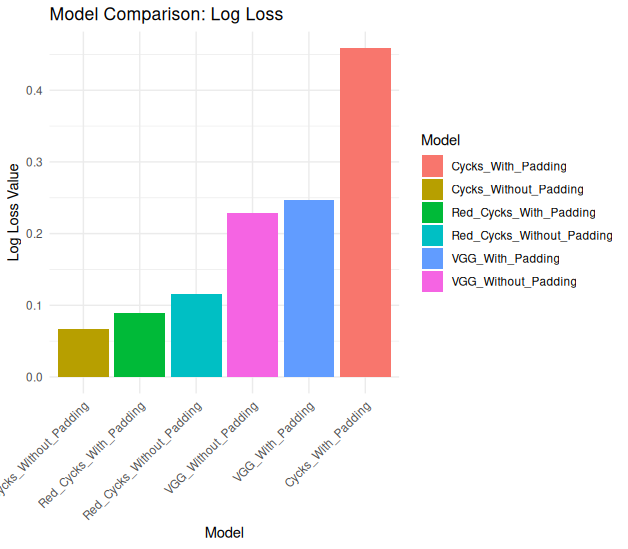 Model Comparison: Log Loss
Log Loss Value
0.4
0.3
0.2
0.1
0.0
ycks_Without_Padding
Red_Cycks_With_Padding
Red_Cycks_Without_Padding
VGG_Without_Padding
VGG_With_Padding
Cycks_With_Padding
Model
Model
Cycks_With_Padding
Cycks_Without_Padding
Red_Cycks_With_Padding
Red_Cycks_Without_Padding
VGG_With_Padding
VGG_Without_Padding